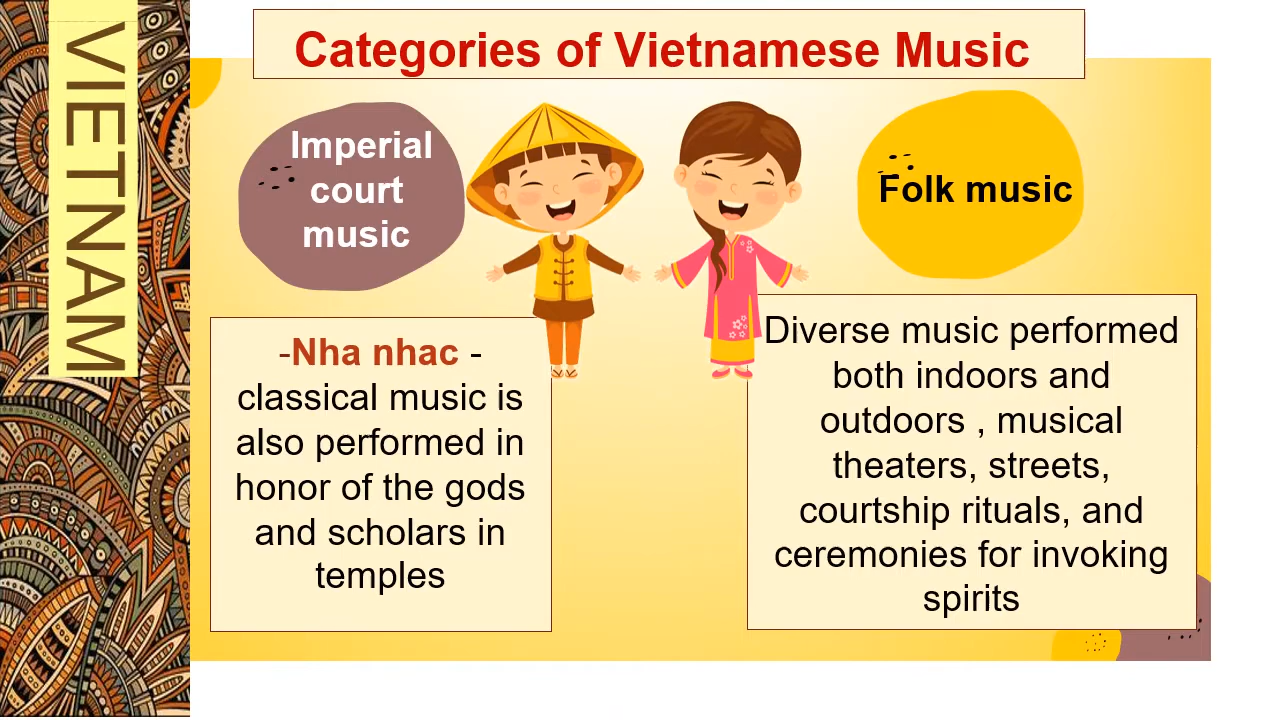 VIETNAM
Categories of Vietnamese Music
Imperial
court
music
Folk music
-Nha nhac -
classical music is
also performed in
honor of the gods
and scholars in
temples
Diverse music performed
both indoors and
outdoors , musical
theaters, streets,
courtship rituals, and
ceremonies for invoking
spirits